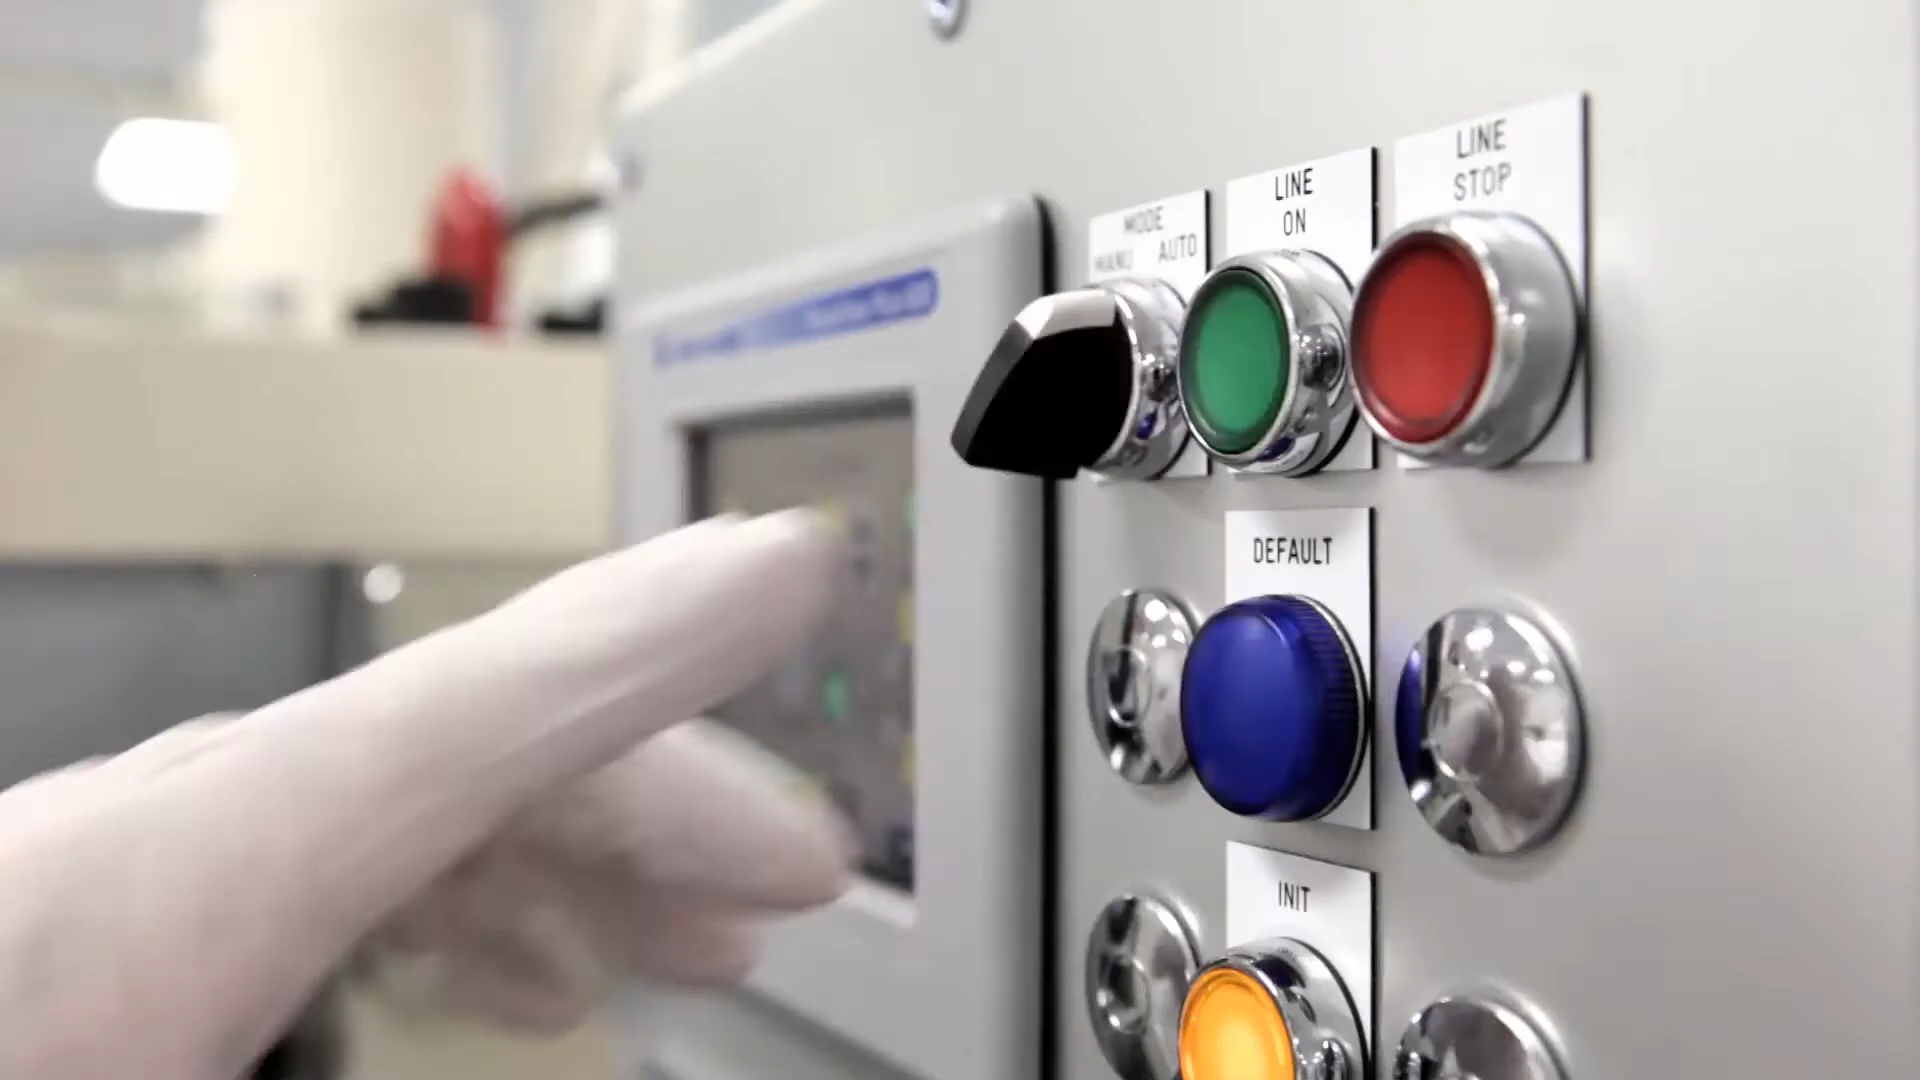 MODE
MANU AUTO
LINE
ON
LINE
STOP
DEFAULT
INIT